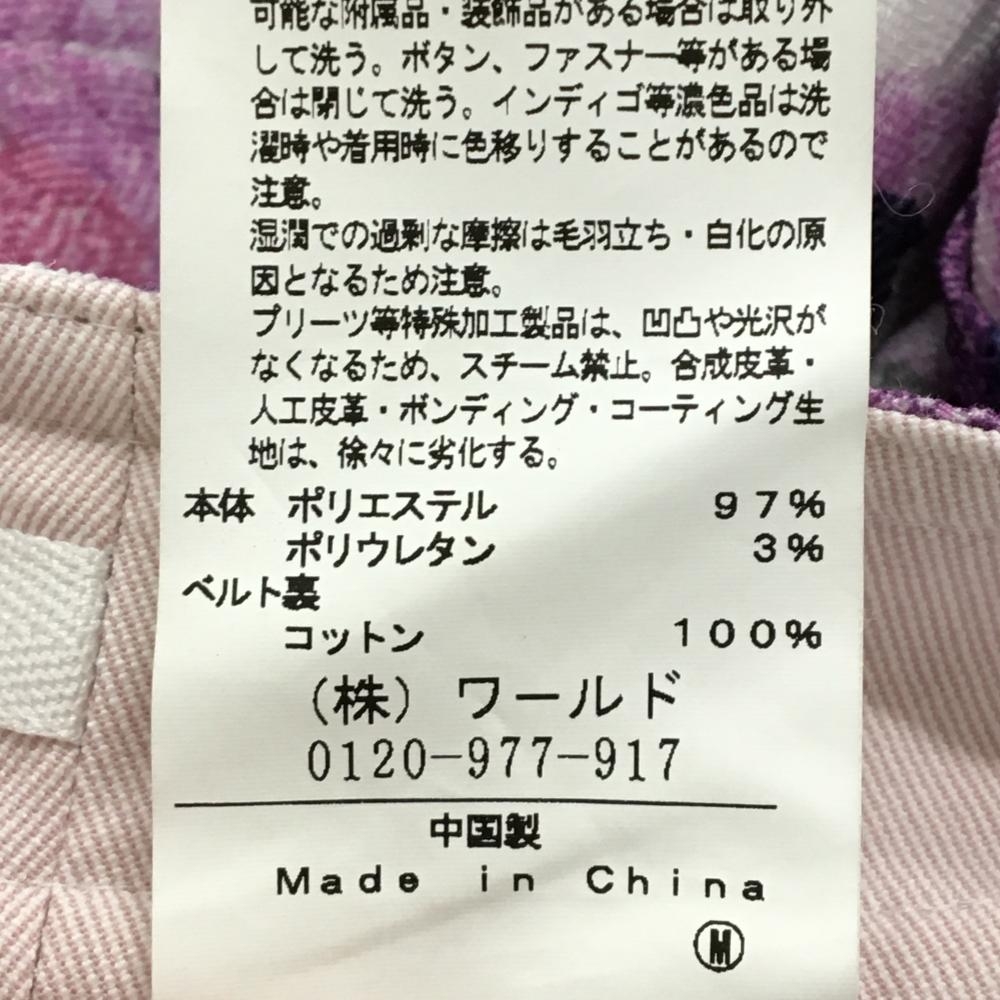 可能な附属品・装飾品がある場合は取り外
して洗う。ボタン、ファスナー等がある場
合は閉じて洗う。インディゴ等濃色品は洗
濯時や着用時に色移りすることがあるので
注意。
湿潤での過剰な摩擦は毛羽立ち・白化の原
因となるため注意。
プリーツ等特殊加工製品は、凹凸や光沢が
なくなるため、スチーム禁止。合成皮革・
人工皮革・ボンディング・コーティング生
地は、徐々に劣化する。
本体 ポリエステル 97%
ポリウレタン 3%
ベルト裏
コットン 100%
(株) ワールド
0120-977-917
中国製
Made in China
M